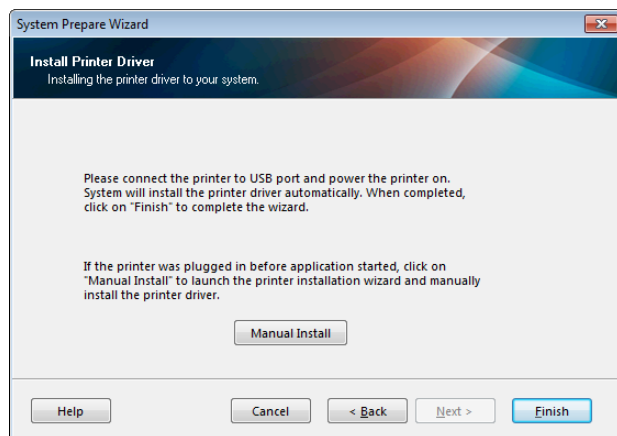 System Prepare Wizard
Install Printer Driver
Installing the printer driver to your system.
Please connect the printer to USB port and power the printer on.
System will install the printer driver automatically. When completed,
click on "Finish" to complete the wizard.
If the printer was plugged in before application started, click on
"Manual Install" to launch the printer installation wizard and manually
install the printer driver.
Manual Install
Help
Cancel
< Back
Next >
Finish